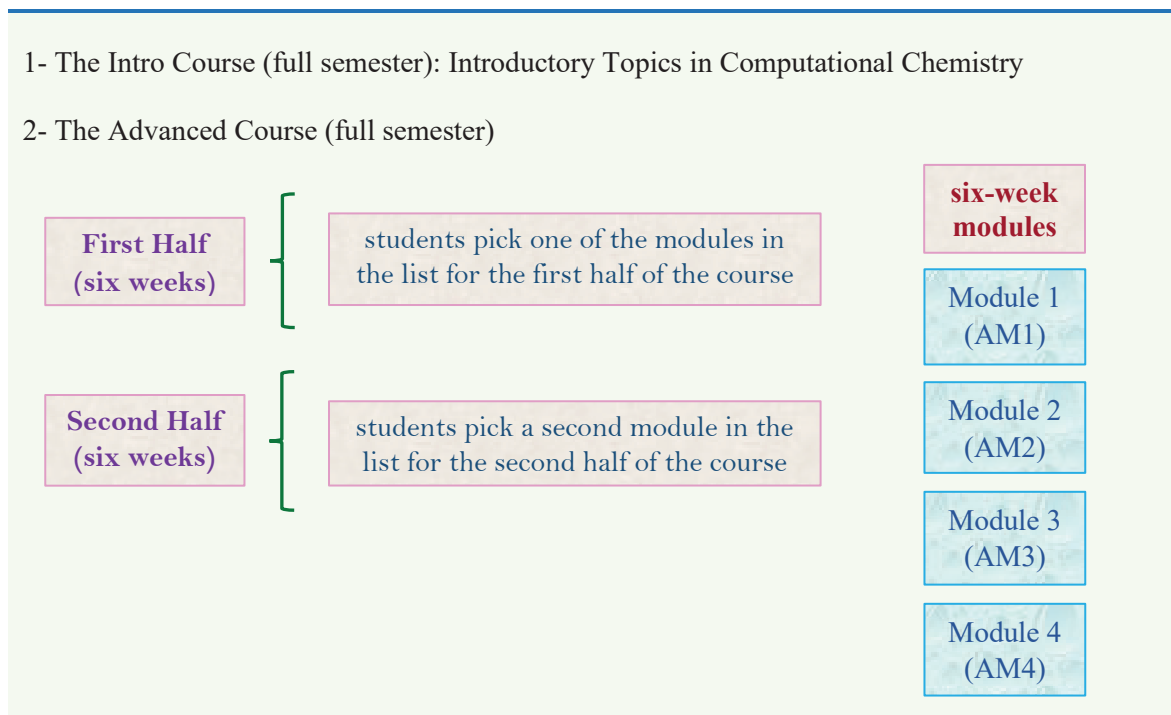 1- The Intro Course (full semester): Introductory Topics in Computational Chemistry
2- The Advanced Course (full semester)
First Half
(six weeks)
students pick one of the modules in
the list for the first half of the course
Second Half
(six weeks)
students pick a second module in the
list for the second half of the course
six-week
modules
Module 1
(AM1)
Module 2
(AM2)
Module 3
(AM3)
Module 4
(AM4)